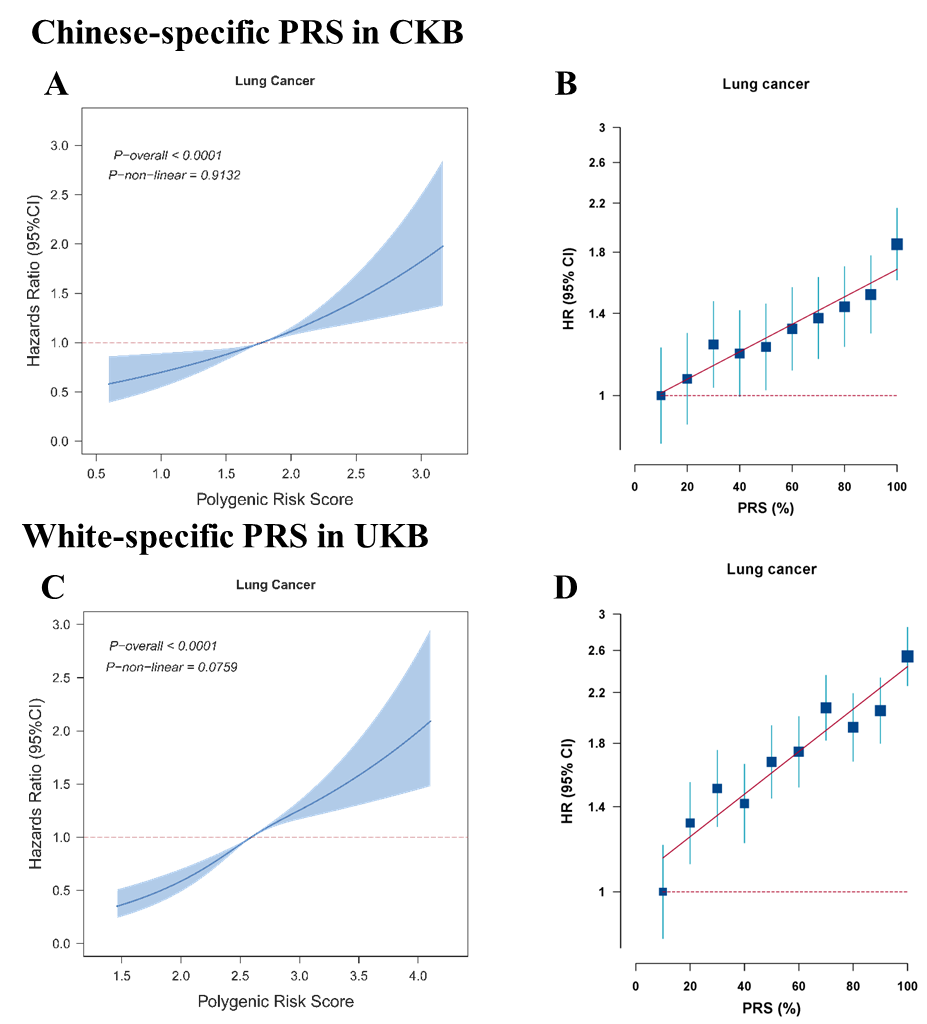 Chinese-specific PRS in CKB
A
Lung Cancer
P−overall < 0.0001
P−non−linear = 0.9132
Hazards Ratio (95%CI)
3.0
2.5
2.0
1.5
1.0
0.5
0.0
0.5
1.0
1.5
2.0
2.5
3.0
Polygenic Risk Score
B
Lung cancer
HR (95% CI)
3
2.6
2.2
1.8
1.4
1
0
20
40
60
80
100
PRS (%)
White-specific PRS in UKB
C
Lung Cancer
P−overall < 0.0001
P−non−linear = 0.0759
Hazards Ratio (95%CI)
3.0
2.5
2.0
1.5
1.0
0.5
0.0
1.5
2.0
2.5
3.0
3.5
4.0
Polygenic Risk Score
D
Lung cancer
HR (95% CI)
3
2.6
2.2
1.8
1.4
1
0
20
40
60
80
100
PRS (%)